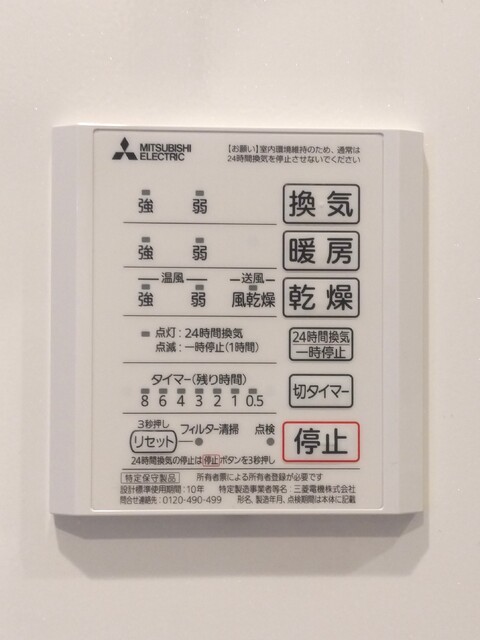 MITSUBISHI
ELECTRIC
【お願い】室内環境維持のため、通常は
24時間換気を停止させないでください
強 弱 換気
強 弱 暖房
温風 送風
強 弱 風乾燥 乾燥
点灯:24時間換気
点滅:一時停止(1時間)
24時間換気
一時停止
タイマー(残り時間)
8 6 4 3 2 1 0.5
切タイマー
3秒押し
リセット フィルター清掃 点検
停止
24時間換気の停止は停止ボタンを3秒押し
特定保守製品 所有者票による所有者登録が必要です
設計標準使用期間:10年 特定製造事業者等名:三菱電機株式会社
問合せ連絡先:0120-490-499 形名、製造年月、点検期間は本体に記載